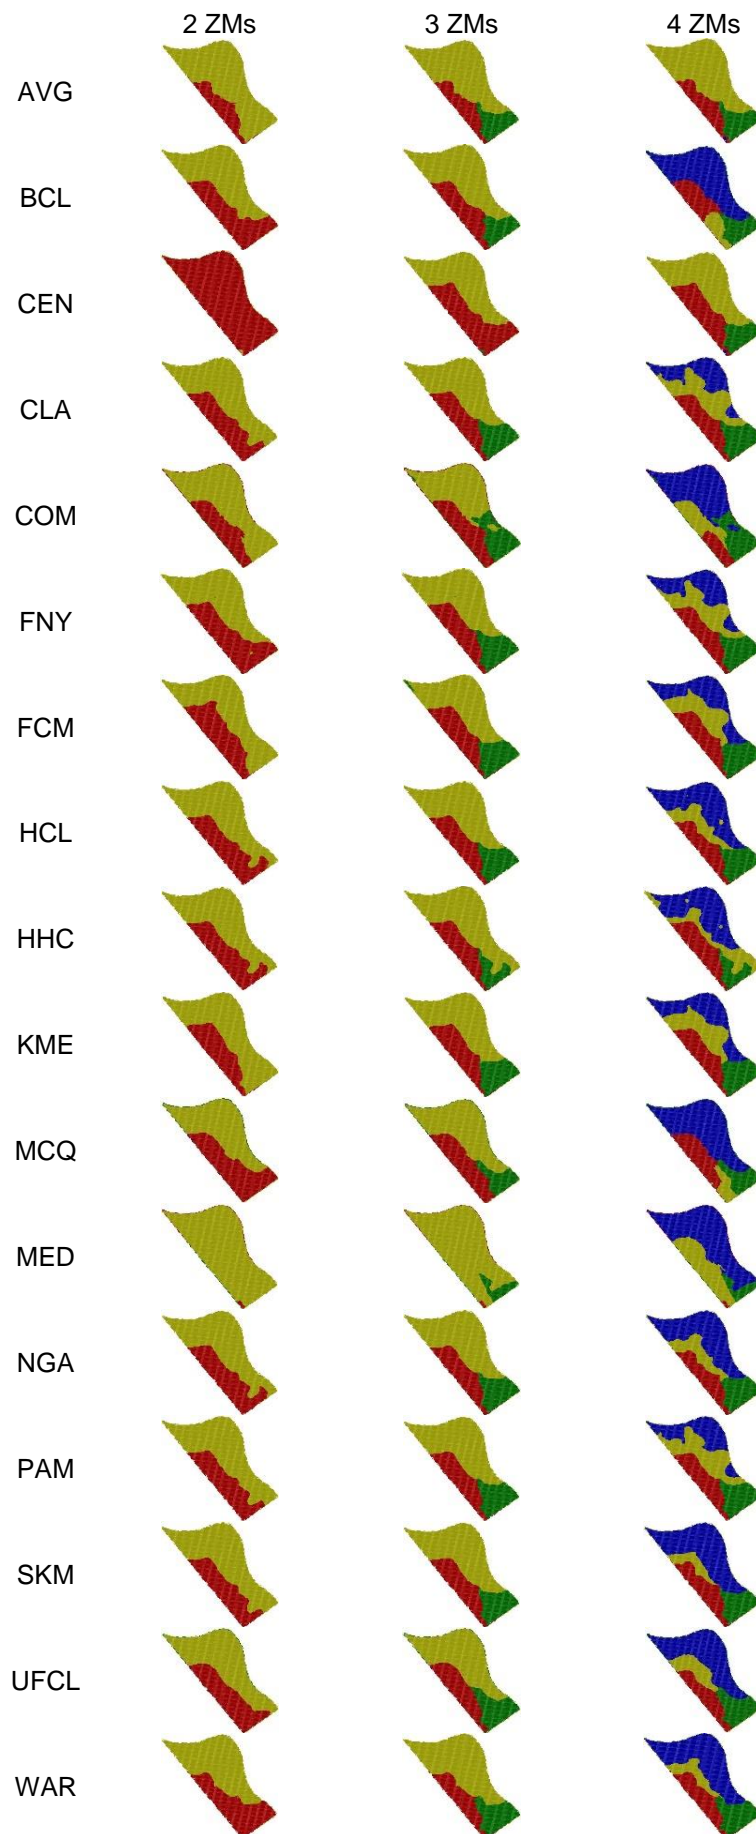 2 ZMs 3 ZMs 4 ZMs
AVG
BCL
CEN
CLA
COM
FNY
FCM
HCL
HHC
KME
MCQ
MED
NGA
PAM
SKM
UFCL
WAR